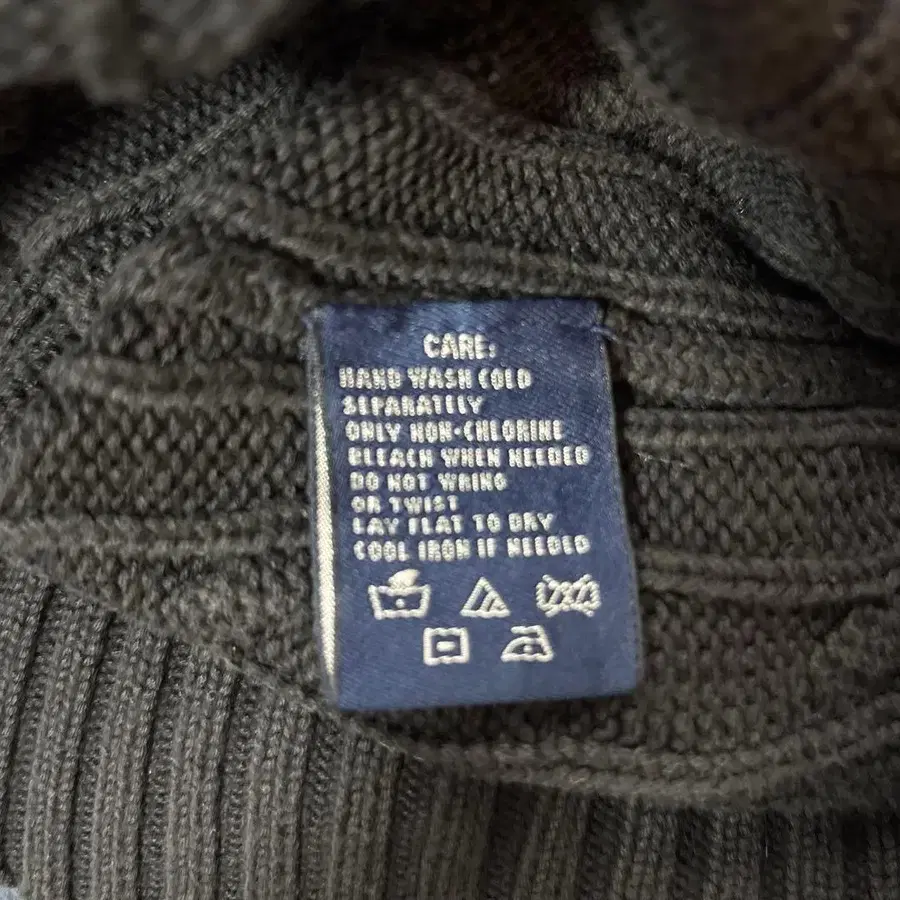 CARE:
HAND WASH COLD
SEPARATELY
ONLY NON-CHLORINE
BLEACH WHEN NEEDED
DO NOT WRING
OR TWIST
LAY FLAT TO DRY
COOL IRON IF NEEDED